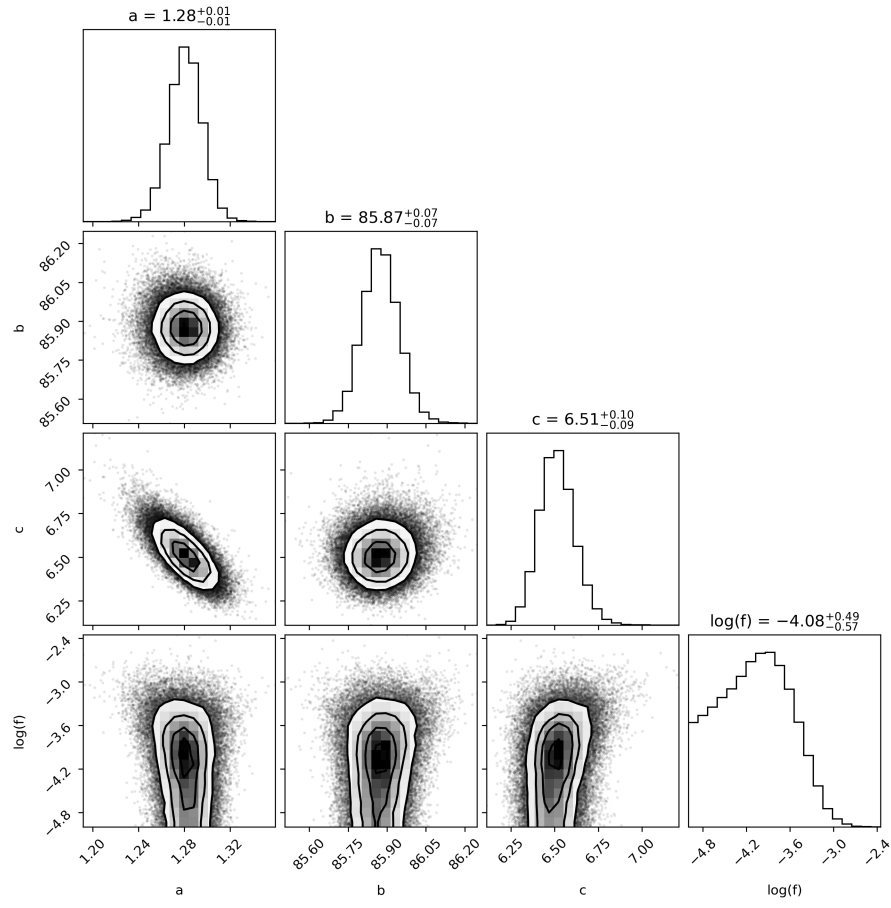 a = 1.28+0.01−0.01
b = 85.87+0.07−0.07
86.20
86.05
85.90
85.75
85.60
b
c = 6.51+0.10−0.09
7.00
6.75
6.50
6.25
c
log(f) = −4.08+0.49−0.57
−2.4
−3.0
−3.6
−4.2
−4.8
log(f)
1.20 1.24 1.28 1.32 85.60 85.75 85.90 86.05 86.20 6.25 6.50 6.75 7.00 −4.8 −4.2 −3.6 −3.0 −2.4
a b c log(f)